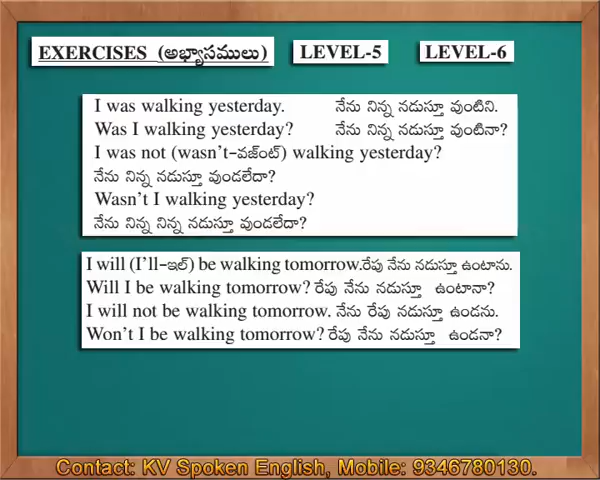 EXERCISES (అభ్యాసములు) LEVEL-5 LEVEL-6
I was walking yesterday. నేను నిన్న నడుస్తూ వుంటిని.
Was I walking yesterday? నేను నిన్న నడుస్తూ వుంటినా?
I was not (wasn't-వజ్‌ంట్) walking yesterday?
నేను నిన్న నడుస్తూ వుండలేదా?
Wasn't I walking yesterday?
నేను నిన్న నిన్న నడుస్తూ వుండలేదా?
I will (I'll-ఇల్) be walking tomorrow.రేపు నేను నడుస్తూ ఉంటాను.
Will I be walking tomorrow? రేపు నేను నడుస్తూ ఉంటానా?
I will not be walking tomorrow. నేను రేపు నడుస్తూ ఉండను.
Won't I be walking tomorrow? రేపు నేను నడుస్తూ ఉండనా?
Contact: KV Spoken English, Mobile: 9346780130.